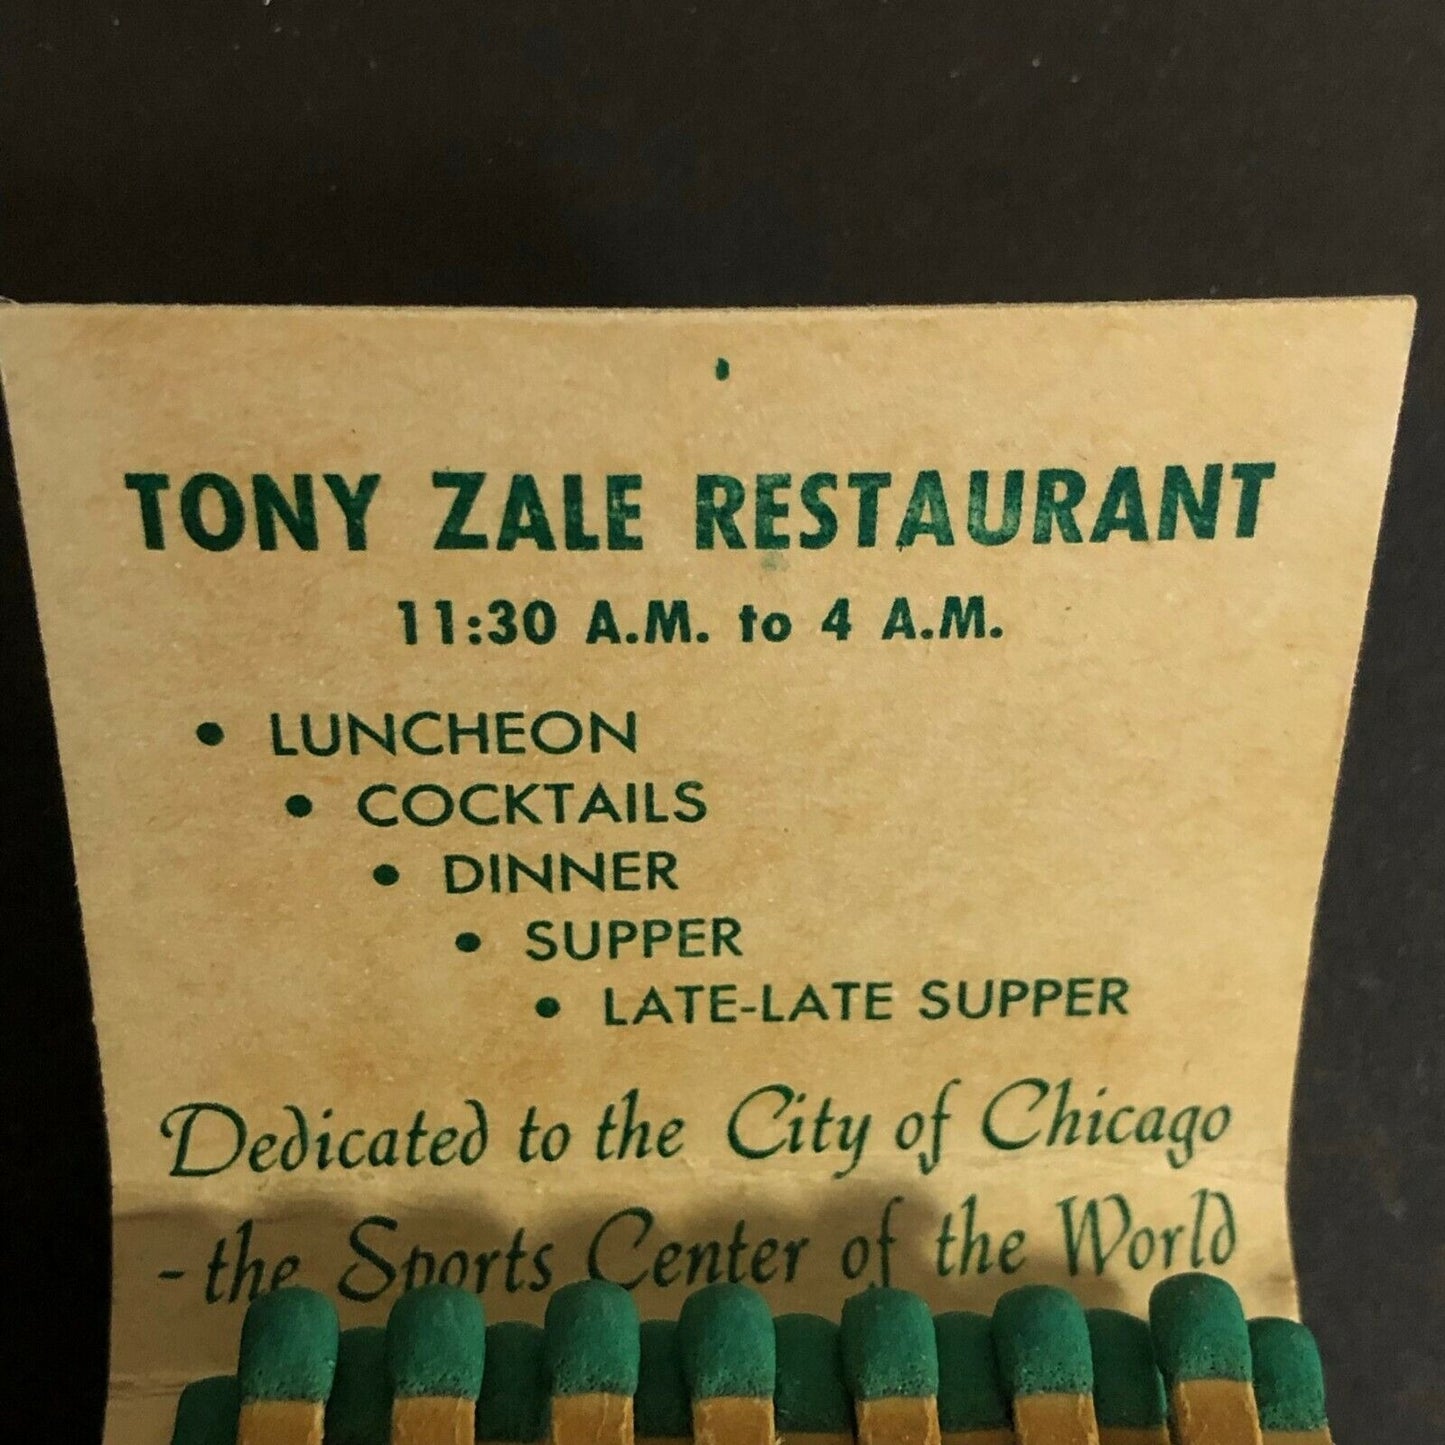 TONY ZALE RESTAURANT
11:30 A.M. to 4 A.M.
• LUNCHEON
• COCKTAILS
• DINNER
• SUPPER
• LATE-LATE SUPPER
Dedicated to the City of Chicago
- the Sports Center of the World